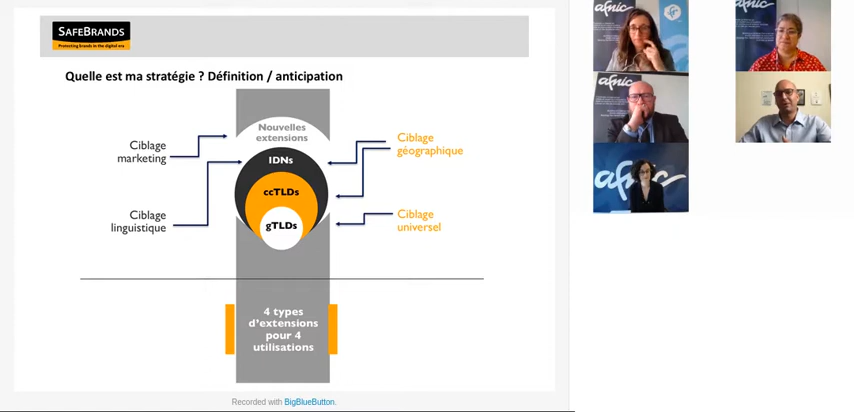 SAFEBRANDS
Protecting brands in the digital era
Quelle est ma stratégie ? Définition / anticipation
Nouvelles
extensions
IDNs
ccTLDs
gTLDs
Ciblage
marketing
Ciblage
linguistique
Ciblage
géographique
Ciblage
universel
4 types
d'extensions
pour 4
utilisations
Recorded with BigBlueButton.
afnic
afnic
afnic
afnic